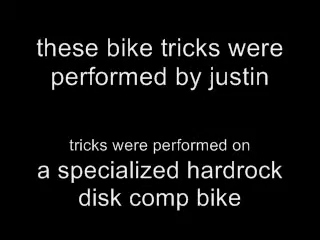 these bike tricks were
performed by justin
tricks were performed on
a specialized hardrock
disk comp bike